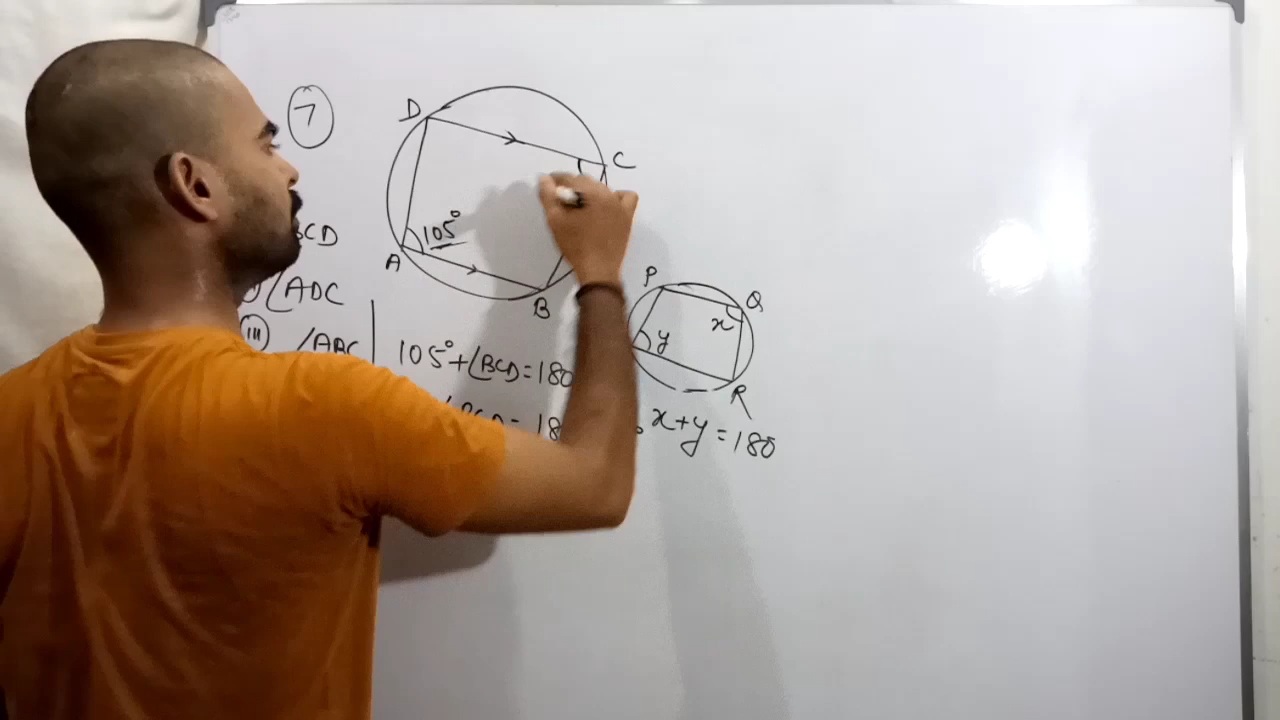 7
D
C
105°
A
B
BCD
∠ADC
(iii) ∠ABC
105° + ∠BCD = 180
P
Q
x
y
R
x + y = 180